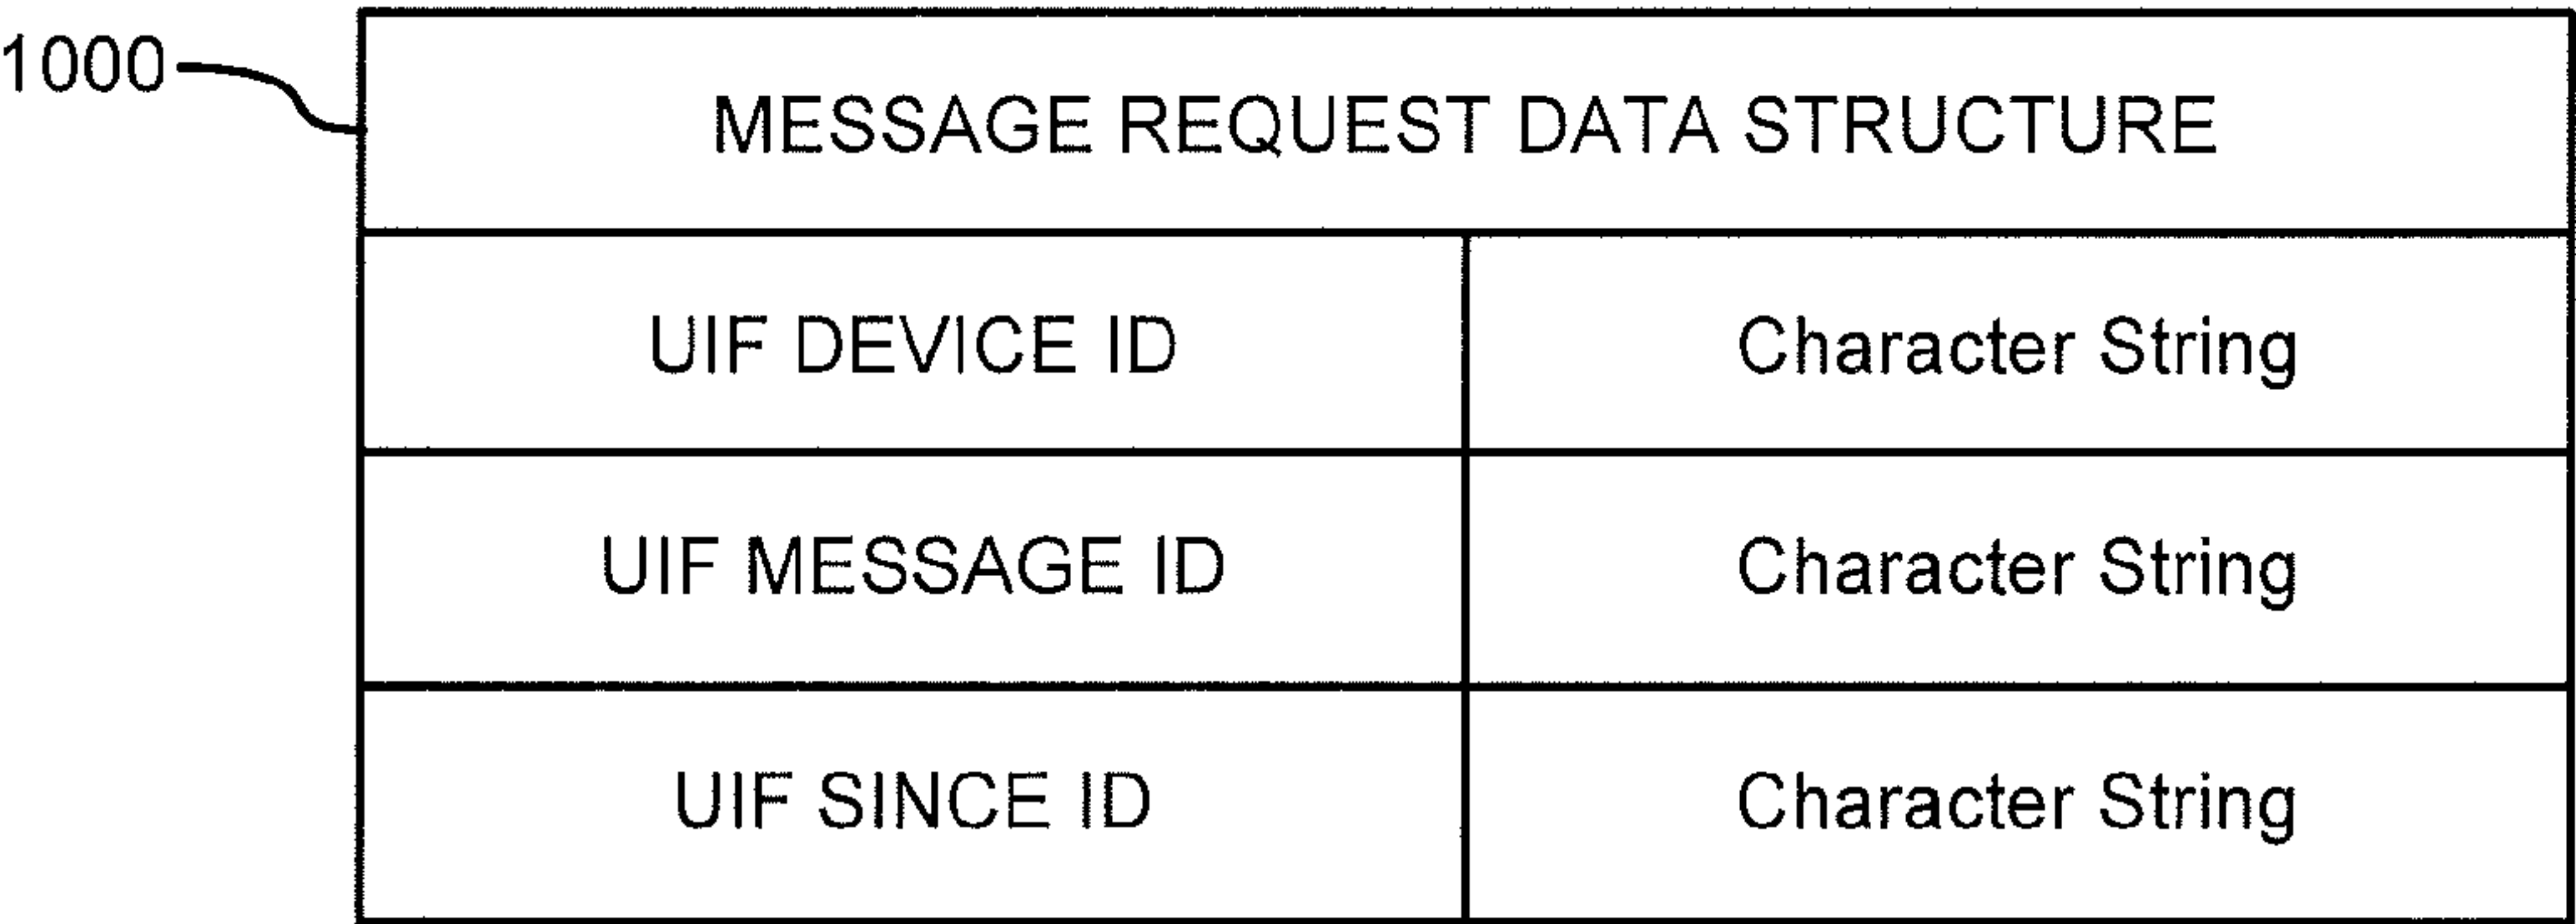 1000
MESSAGE REQUEST DATA STRUCTURE
UIF DEVICE ID Character String
UIF MESSAGE ID Character String
UIF SINCE ID Character String